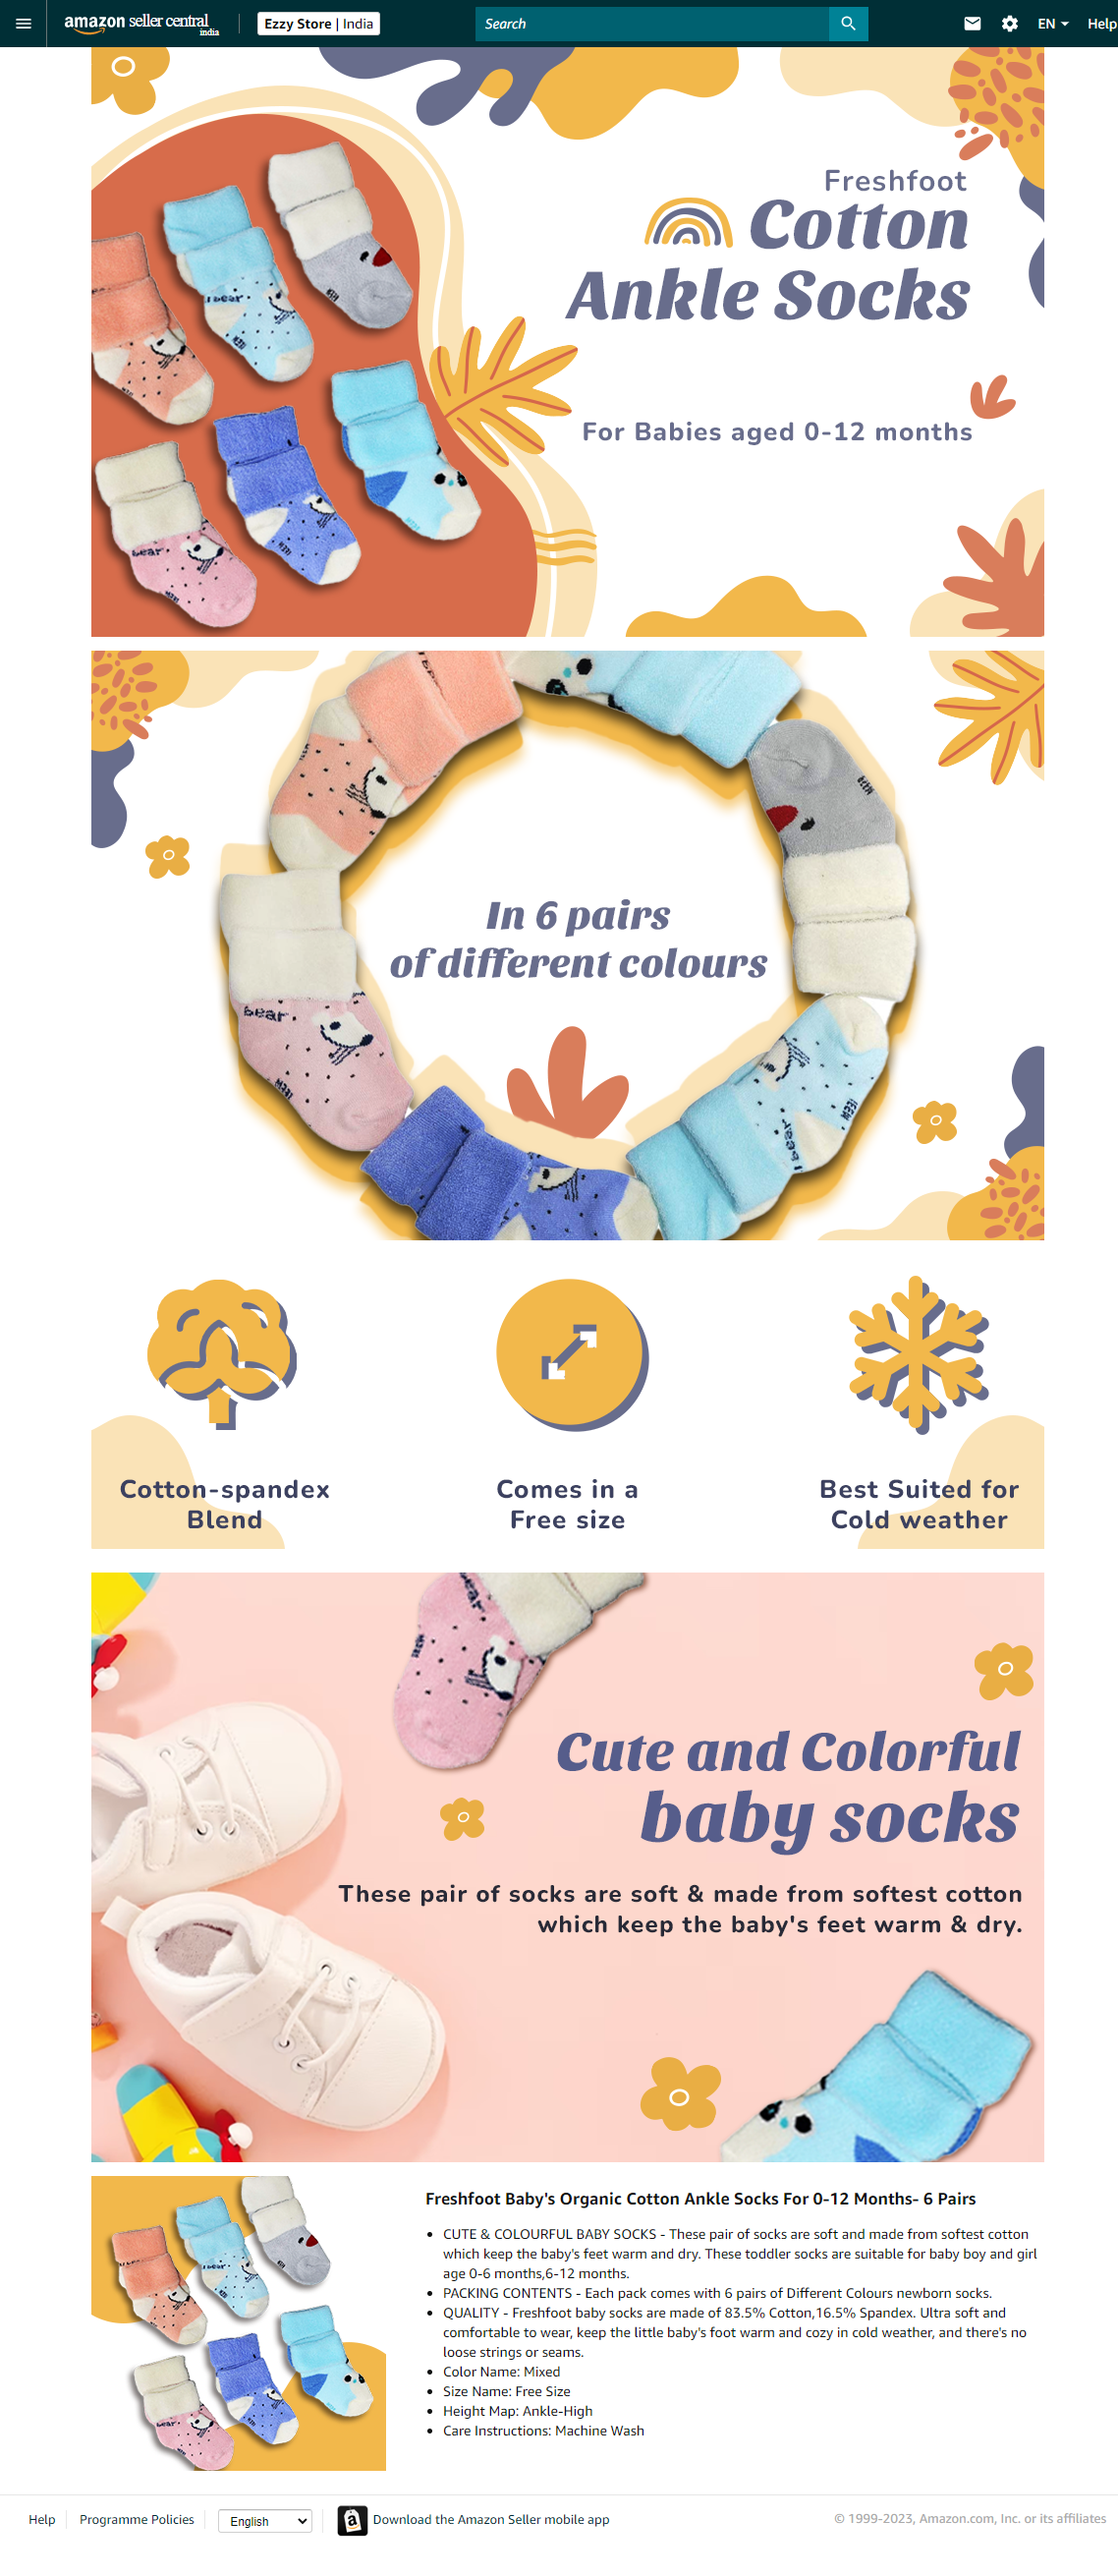 amazon seller central
india
Ezzy Store | India
Search
EN
Help
Freshfoot
Cotton
Ankle Socks
For Babies aged 0-12 months
bear
bear
In 6 pairs
of different colours
bear
bear
Cotton-spandex
Blend
Comes in a
Free size
Best Suited for
Cold weather
Cute and Colorful
baby socks
These pair of socks are soft & made from softest cotton
which keep the baby's feet warm & dry.
Freshfoot Baby's Organic Cotton Ankle Socks For 0-12 Months- 6 Pairs
• CUTE & COLOURFUL BABY SOCKS - These pair of socks are soft and made from softest cotton
which keep the baby's feet warm and dry. These toddler socks are suitable for baby boy and girl
age 0-6 months,6-12 months.
• PACKING CONTENTS - Each pack comes with 6 pairs of Different Colours newborn socks.
• QUALITY - Freshfoot baby socks are made of 83.5% Cotton,16.5% Spandex. Ultra soft and
comfortable to wear, keep the little baby's foot warm and cozy in cold weather, and there's no
loose strings or seams.
• Color Name: Mixed
• Size Name: Free Size
• Height Map: Ankle-High
• Care Instructions: Machine Wash
Help
Programme Policies
English
Download the Amazon Seller mobile app
© 1999-2023, Amazon.com, Inc. or its affiliates